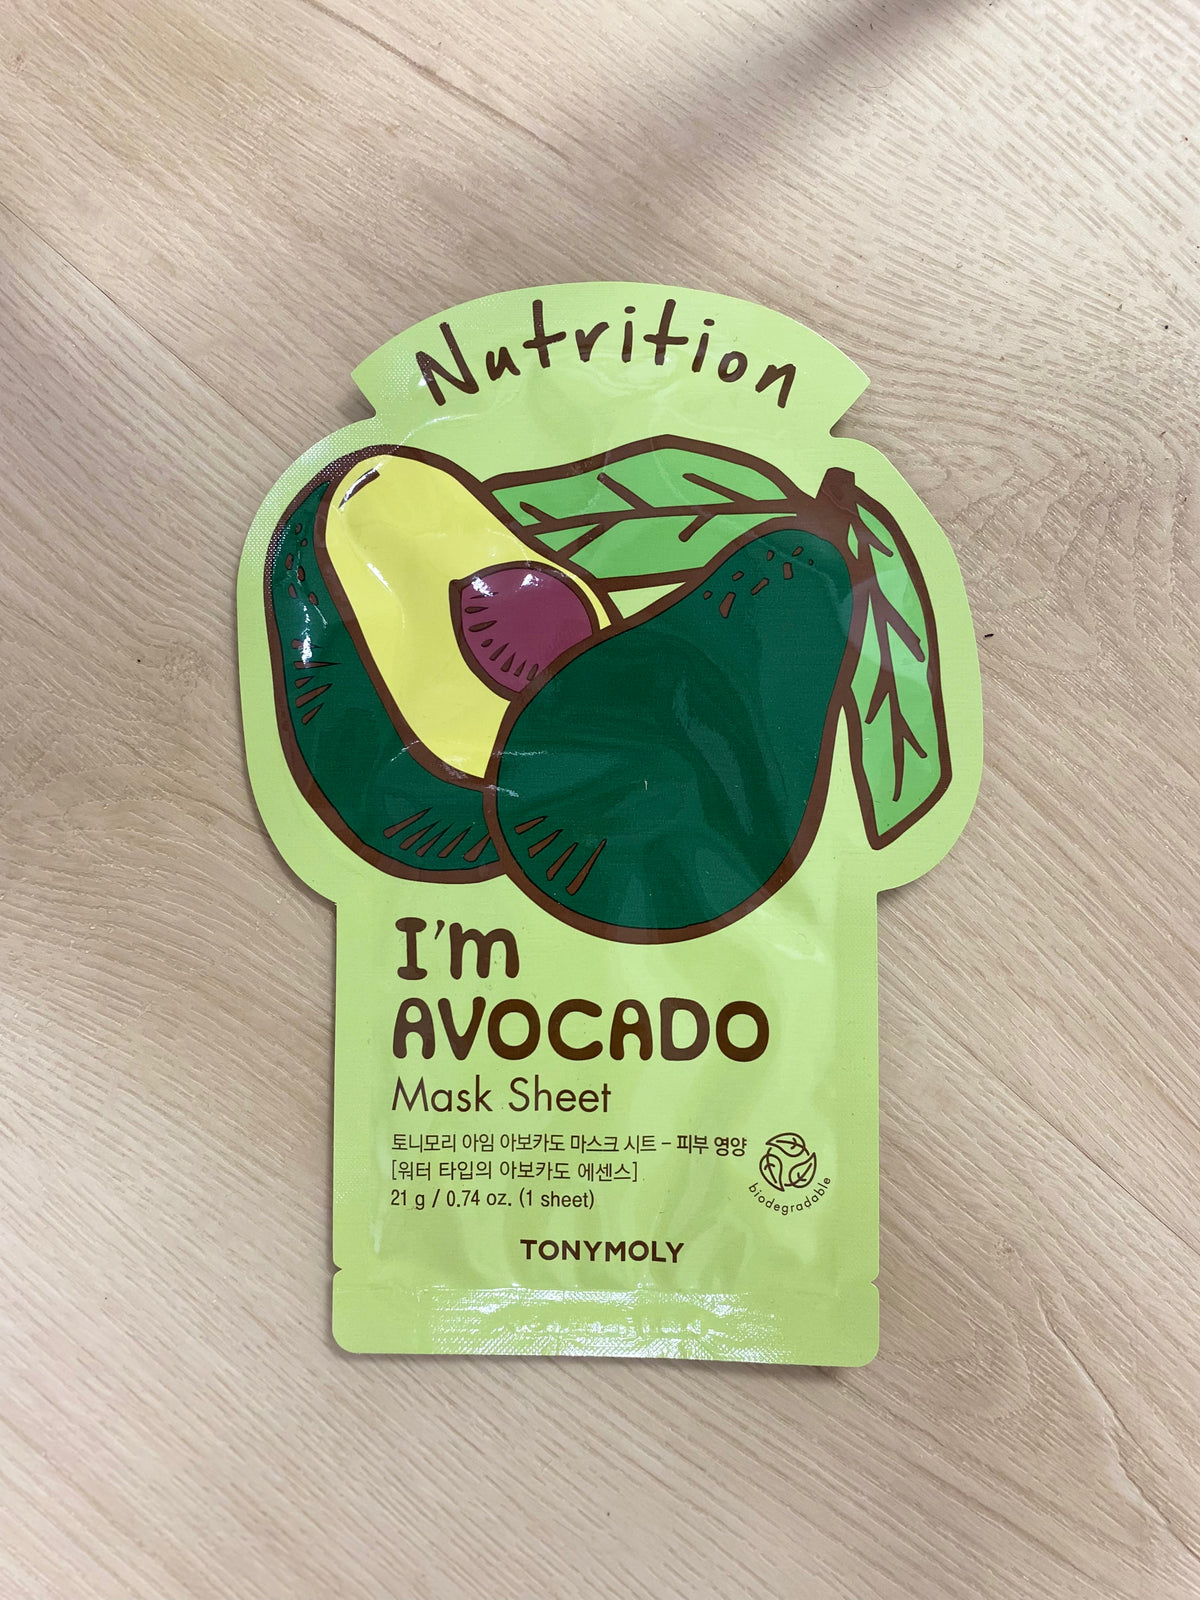 Nutrition
I'm
AVOCADO
Mask Sheet
토니모리 아임 아보카도 마스크 시트 - 피부 영양
[워터 타입의 아보카도 에센스]
21 g / 0.74 oz. (1 sheet)
biodegradable
TONYMOLY